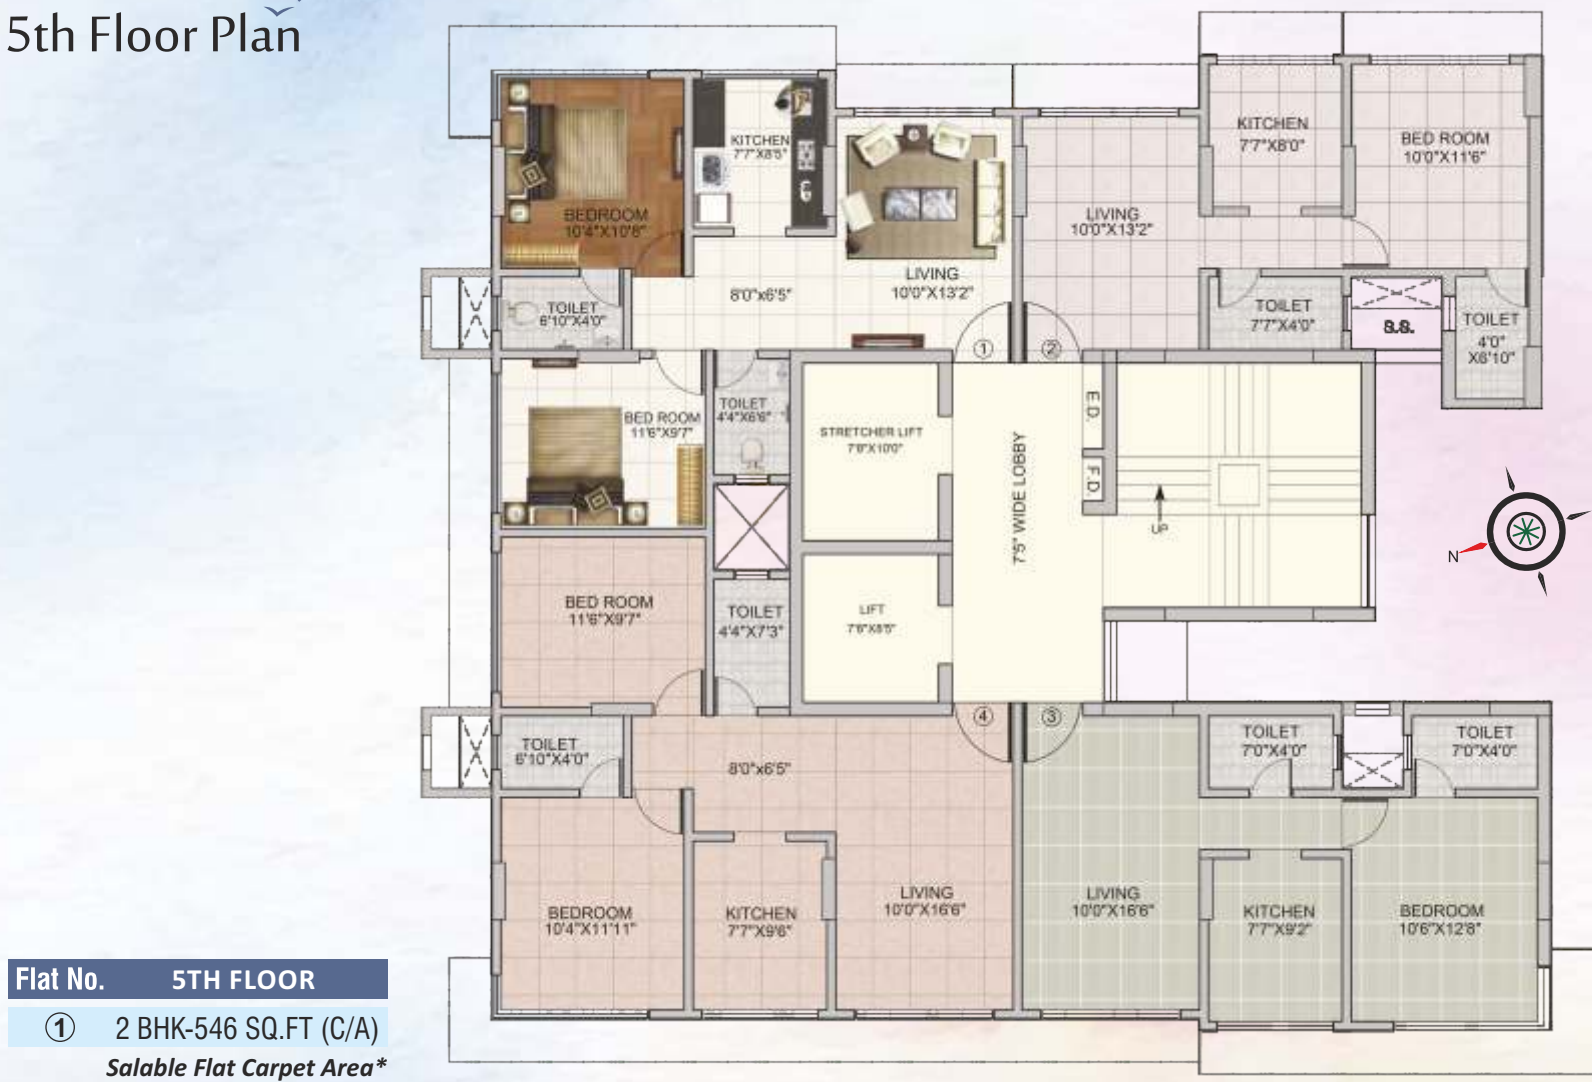 5th Floor Plan
KITCHEN
7'7"X8'5"
BEDROOM
10'4"X10'8"
LIVING
10'0"X13'2"
8'0"x6'5"
TOILET
6'10"X4'0"
BED ROOM
11'6"X9'7"
TOILET
4'4"X6'6"
①
②
LIVING
10'0"X13'2"
KITCHEN
7'7"X8'0"
BED ROOM
10'0"X11'6"
TOILET
7'7"X4'0"
S.S.
TOILET
4'0"
X6'10"
STRETCHER LIFT
7'6"X10'0"
7'5" WIDE LOBBY
E.D.
F.D.
UP
N
LIFT
7'6"X8'5"
BED ROOM
11'6"X9'7"
TOILET
4'4"X7'3"
④
③
TOILET
6'10"X4'0"
8'0"x6'5"
TOILET
7'0"X4'0"
TOILET
7'0"X4'0"
BEDROOM
10'4"X11'11"
KITCHEN
7'7"X9'6"
LIVING
10'0"X16'6"
LIVING
10'0"X16'6"
KITCHEN
7'7"X9'2"
BEDROOM
10'6"X12'8"
Flat No. 5TH FLOOR
① 2 BHK-546 SQ.FT (C/A)
Salable Flat Carpet Area*